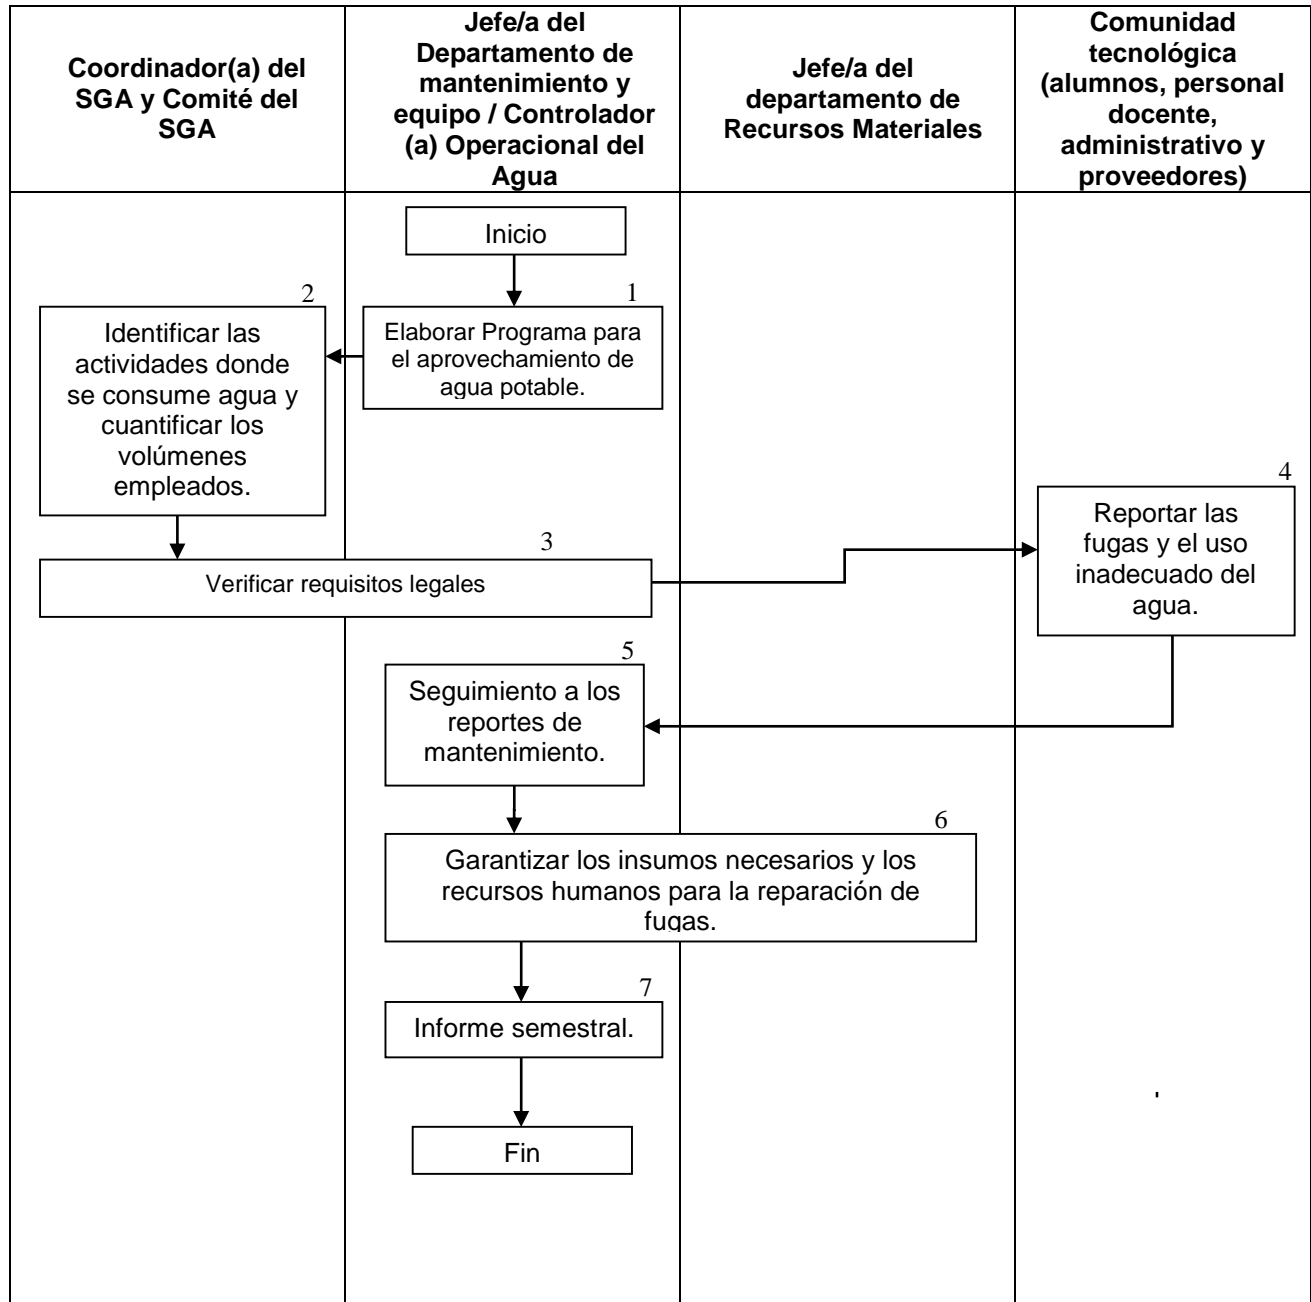 Coordinador(a) del
SGA y Comité del
SGA
Jefe/a del
Departamento de
mantenimiento y
equipo / Controlador
(a) Operacional del
Agua
Jefe/a del
departamento de
Recursos Materiales
Comunidad
tecnológica
(alumnos, personal
docente,
administrativo y
proveedores)
Inicio
1
Elaborar Programa para
el aprovechamiento de
agua potable.
2
Identificar las
actividades donde
se consume agua y
cuantificar los
volúmenes
empleados.
3
Verificar requisitos legales
4
Reportar las
fugas y el uso
inadecuado del
agua.
5
Seguimiento a los
reportes de
mantenimiento.
6
Garantizar los insumos necesarios y los
recursos humanos para la reparación de
fugas.
7
Informe semestral.
Fin